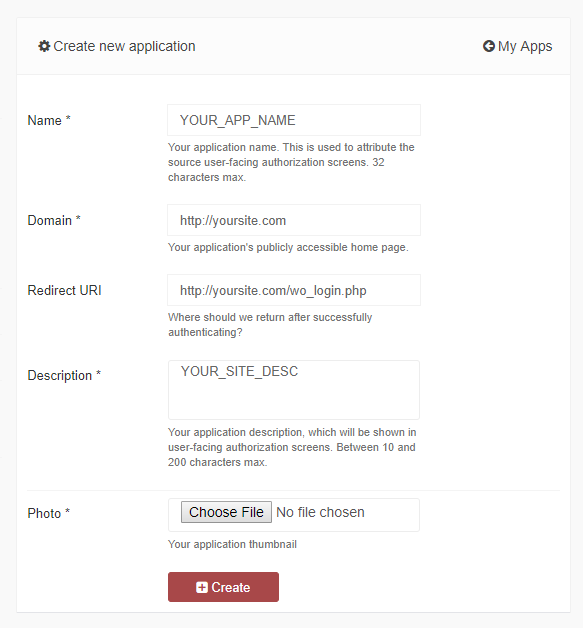 Create new application
My Apps
Name *
YOUR_APP_NAME
Your application name. This is used to attribute the
source user-facing authorization screens. 32
characters max.
Domain *
http://yoursite.com
Your application's publicly accessible home page.
Redirect URI
http://yoursite.com/wo_login.php
Where should we return after successfully
authenticating?
Description *
YOUR_SITE_DESC
Your application description, which will be shown in
user-facing authorization screens. Between 10 and
200 characters max.
Photo *
Choose File No file chosen
Your application thumbnail
Create